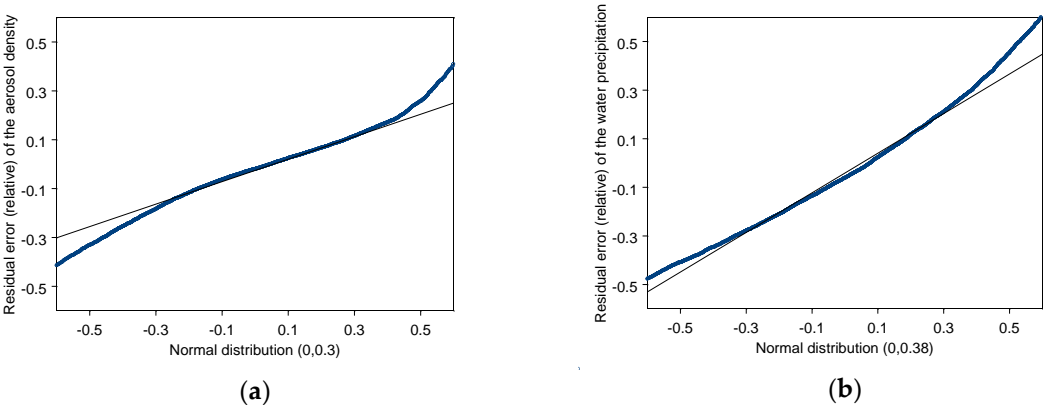 Residual error (relative) of the aerosol density
0.5
0.3
0.1
-0.1
-0.3
-0.5
-0.5 -0.3 -0.1 0.1 0.3 0.5
Normal distribution (0,0.3)
(a)
Residual error (relative) of the water precipitation
0.5
0.3
0.1
-0.1
-0.3
-0.5
-0.5 -0.3 -0.1 0.1 0.3 0.5
Normal distribution (0,0.38)
(b)